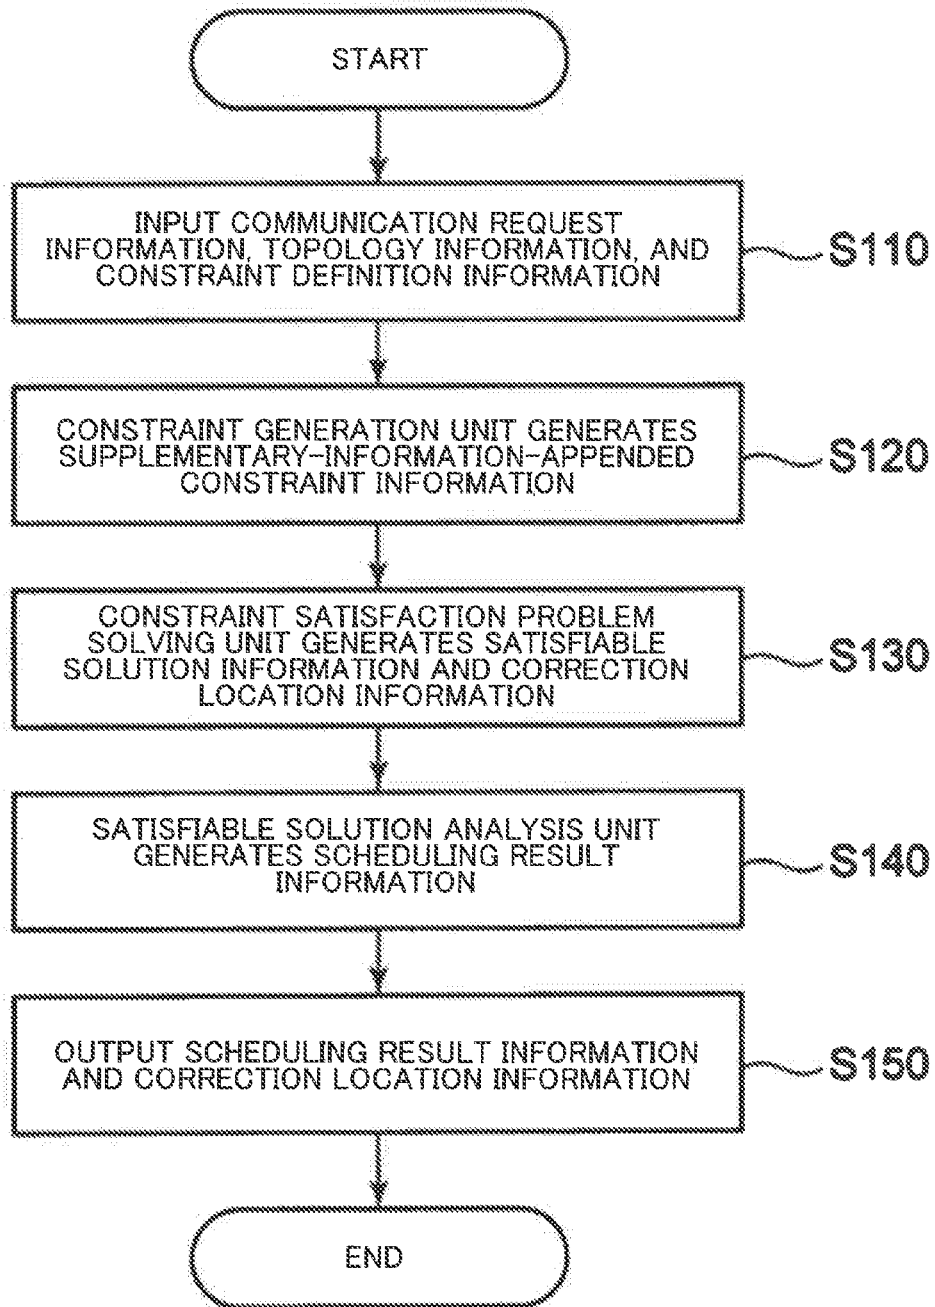 START
INPUT COMMUNICATION REQUEST
INFORMATION, TOPOLOGY INFORMATION, AND
CONSTRAINT DEFINITION INFORMATION
S110
CONSTRAINT GENERATION UNIT GENERATES
SUPPLEMENTARY-INFORMATION-APPENDED
CONSTRAINT INFORMATION
S120
CONSTRAINT SATISFACTION PROBLEM
SOLVING UNIT GENERATES SATISFIABLE
SOLUTION INFORMATION AND CORRECTION
LOCATION INFORMATION
S130
SATISFIABLE SOLUTION ANALYSIS UNIT
GENERATES SCHEDULING RESULT
INFORMATION
S140
OUTPUT SCHEDULING RESULT INFORMATION
AND CORRECTION LOCATION INFORMATION
S150
END